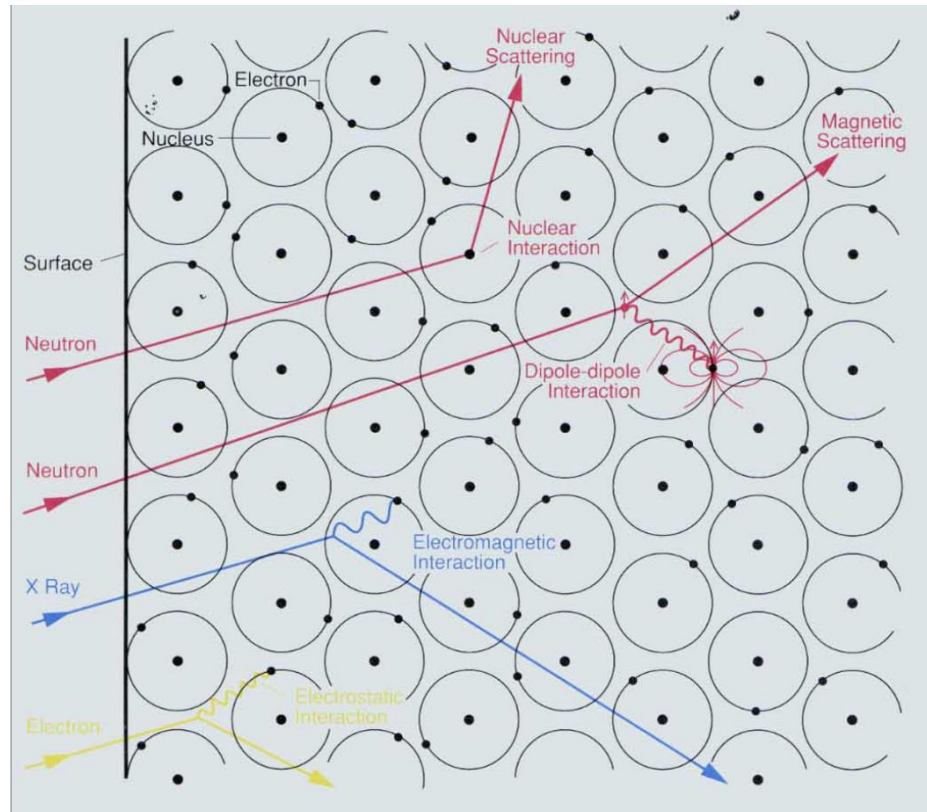 Nuclear
Scattering
Electron
Nucleus
Magnetic
Scattering
Nuclear
Interaction
Surface
Neutron
Dipole-dipole
Interaction
Neutron
Electromagnetic
Interaction
X Ray
Electrostatic
Interaction
Electron